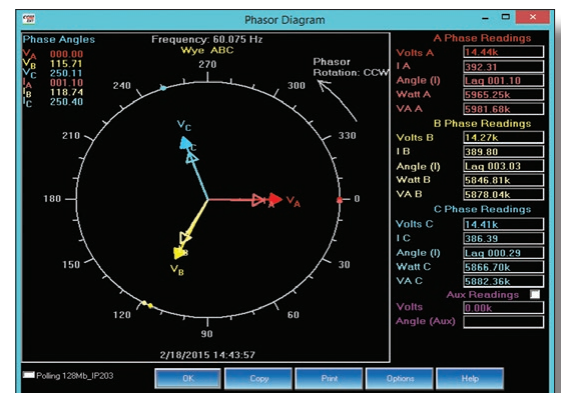 Phasor Diagram
Phase Angles
VA 000.00
VB 115.71
VC 250.11
IA 001.10
IB 118.74
IC 250.40
Frequency: 60.075 Hz
Wye ABC
Phasor
Rotation: CCW
270
300
330
0
30
60
90
120
150
180
210
240
VC
C
VA
A
VB
2/18/2015 14:43:57
A Phase Readings
Volts A 14.44k
I A 392.31
Angle (I) Lag 001.10
Watt A 5965.25k
VA A 5981.68k
B Phase Readings
Volts B 14.27k
I B 389.80
Angle (I) Lag 003.03
Watt B 5846.81k
VA B 5878.04k
C Phase Readings
Volts C 14.41k
I C 386.39
Angle (I) Lag 000.29
Watt C 5866.70k
VA C 5882.36k
Aux Readings
Volts 0.00k
Angle (Aux)
Polling 128Mb_IP203
OK
Copy
Print
Options
Help